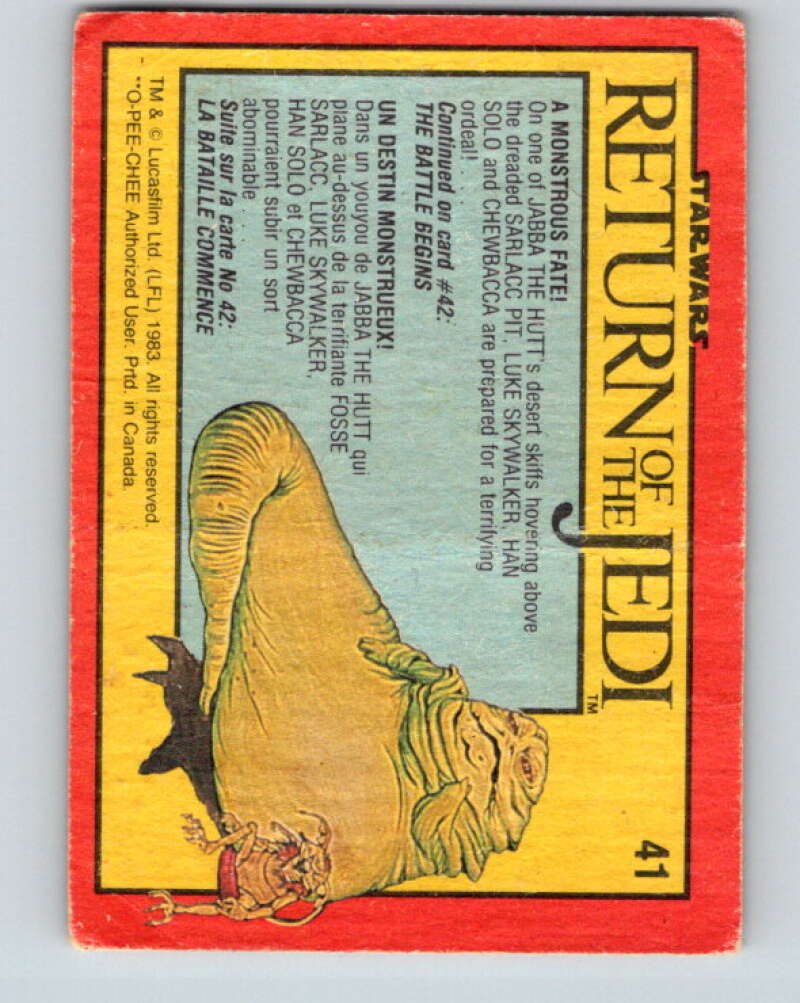 STAR WARS
RETURN OF THE JEDI™
41
A MONSTROUS FATE!
On one of JABBA THE HUTT's desert skiffs hovering above
the dreaded SARLACC PIT, LUKE SKYWALKER, HAN
SOLO and CHEWBACCA are prepared for a terrifying
ordeal!
Continued on card #42:
THE BATTLE BEGINS
UN DESTIN MONSTRUEUX!
Dans un youyou de JABBA THE HUTT qui
plane au-dessus de la terrifiante FOSSE
SARLACC, LUKE SKYWALKER,
HAN SOLO et CHEWBACCA
pourraient subir un sort
abominable.
Suite sur la carte No 42:
LA BATAILLE COMMENCE
TM & © Lucasfilm Ltd. (LFL) 1983. All rights reserved.
**O-PEE-CHEE Authorized User. Prtd. in Canada.